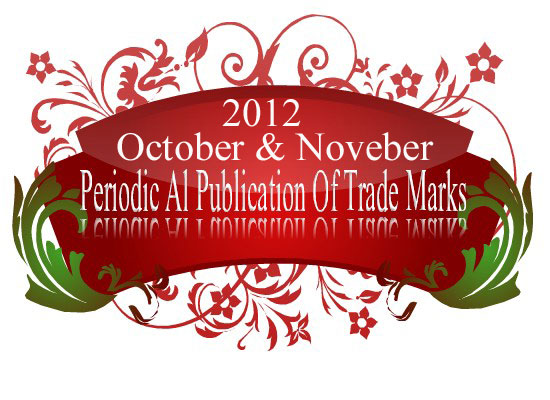 2012
October & Noveber
Periodic Al Publication Of Trade Marks